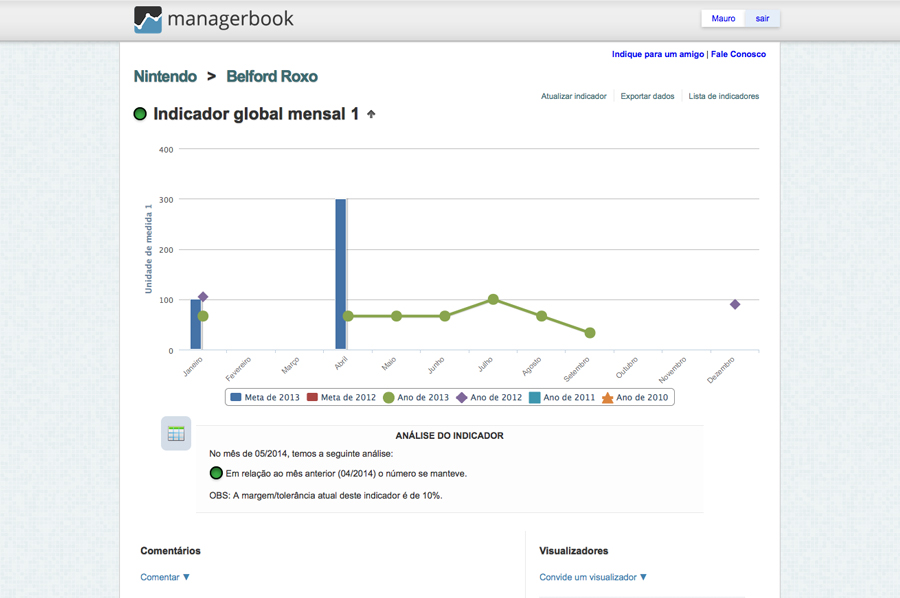 managerbook
Mauro sair
Indique para um amigo | Fale Conosco
Nintendo > Belford Roxo
Atualizar indicador Exportar dados Lista de indicadores
Indicador global mensal 1
400
300
200
100
0
Unidade de medida 1
Janeiro Fevereiro Março Abril Maio Junho Julho Agosto Setembro Outubro Novembro Dezembro
Meta de 2013 Meta de 2012 Ano de 2013 Ano de 2012 Ano de 2011 Ano de 2010
ANÁLISE DO INDICADOR
No mês de 05/2014, temos a seguinte análise:
Em relação ao mês anterior (04/2014) o número se manteve.
OBS: A margem/tolerância atual deste indicador é de 10%.
Comentários
Comentar ▼
Visualizadores
Convide um visualizador ▼